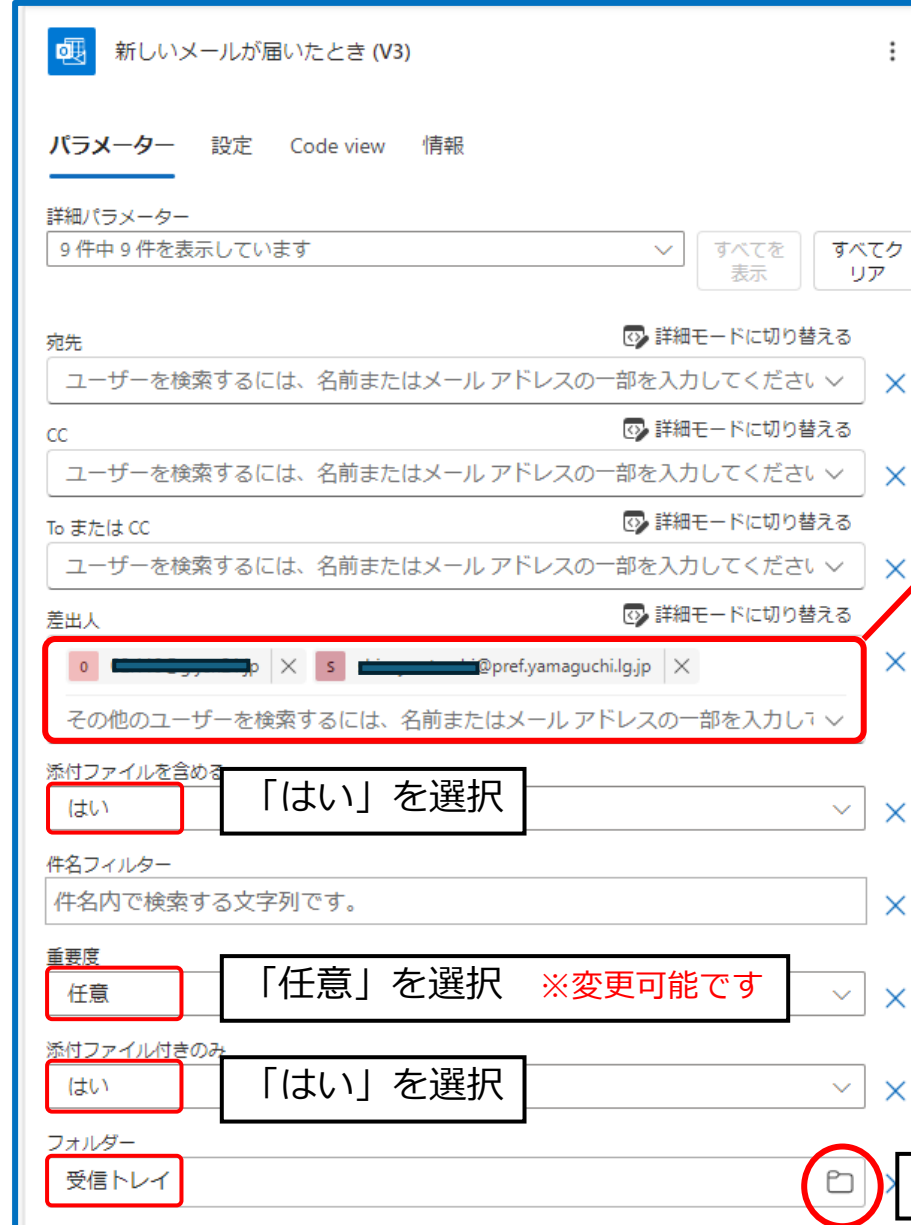 新しいメールが届いたとき (V3)
パラメーター 設定 Code view 情報
詳細パラメーター
9 件中 9 件を表示しています
すべてを
表示
すべてク
リア
宛先
詳細モードに切り替える
ユーザーを検索するには、名前またはメール アドレスの一部を入力してください
CC
詳細モードに切り替える
ユーザーを検索するには、名前またはメール アドレスの一部を入力してください
To または CC
詳細モードに切り替える
ユーザーを検索するには、名前またはメール アドレスの一部を入力してください
差出人
詳細モードに切り替える
S @pref.yamaguchi.lg.jp
その他のユーザーを検索するには、名前またはメール アドレスの一部を入力して
添付ファイルを含める
はい
「はい」を選択
件名フィルター
件名内で検索する文字列です。
重要度
任意
「任意」を選択 ※変更可能です
添付ファイル付きのみ
はい
「はい」を選択
フォルダー
受信トレイ